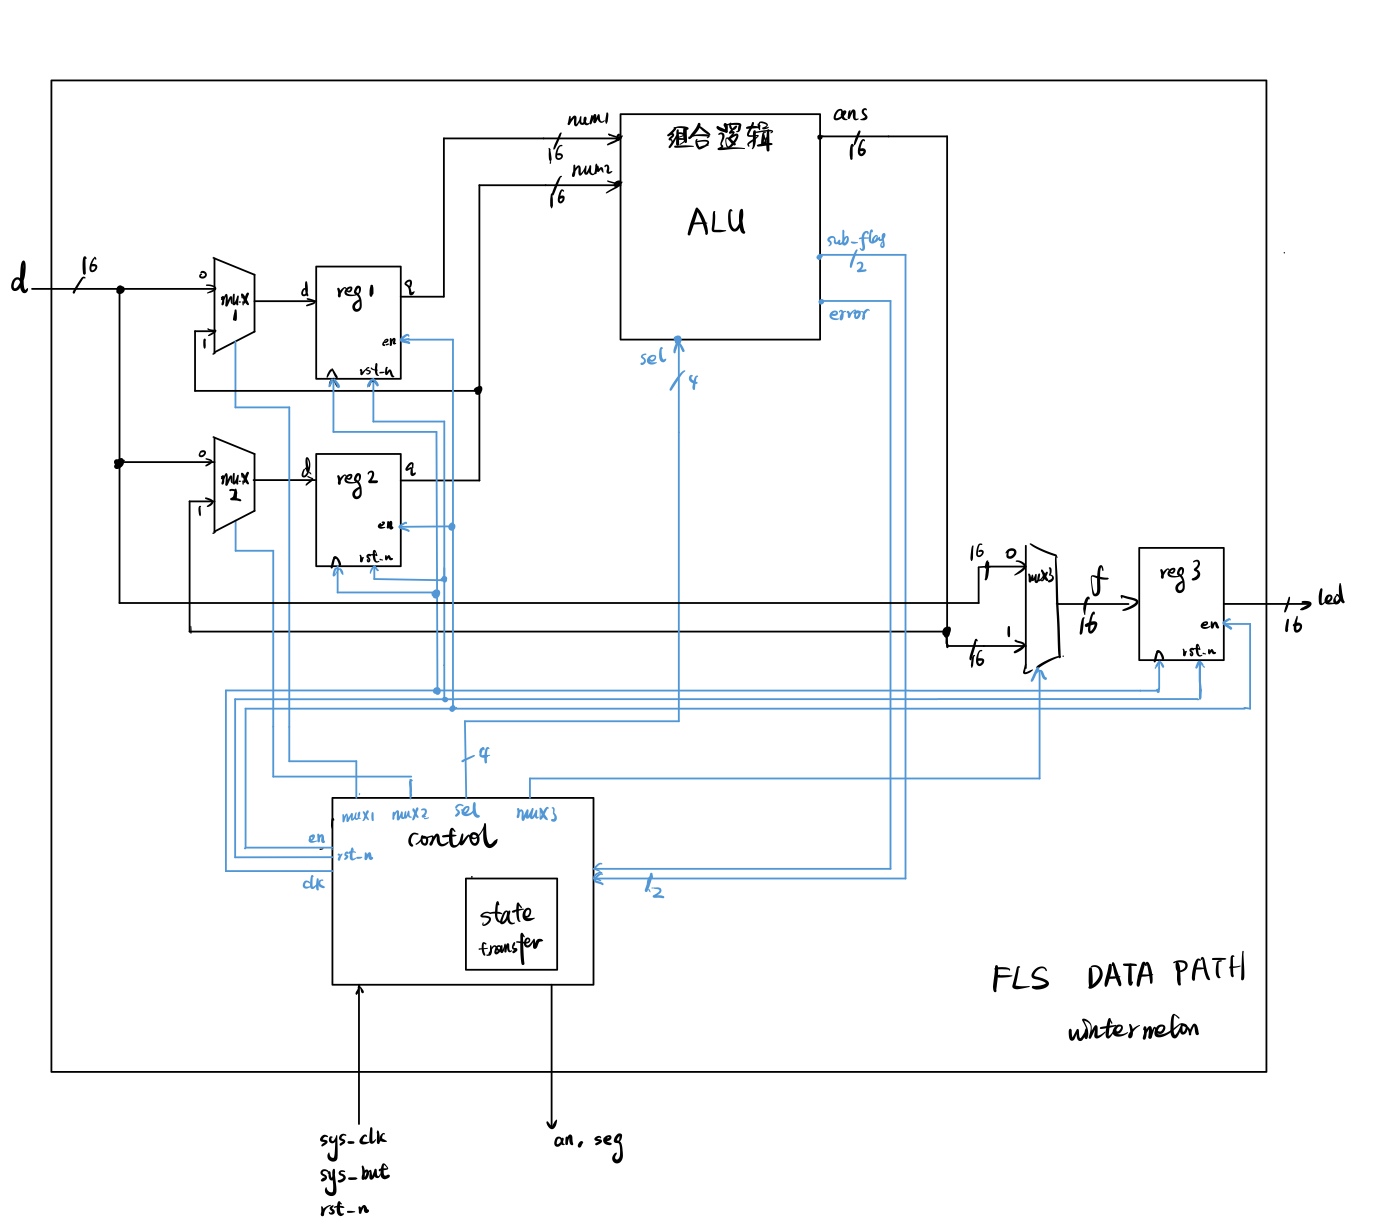 num1
16
num2
16
组合逻辑
ALU
ans
16
sub_flag
2
error
sel
4
d
16
0
mux
1
1
d
reg 1
q
en
rst_n
0
mux
2
1
d
reg 2
q
en
rst_n
16
0
mux3
1
16
f
16
reg 3
en
rst_n
led
16
4
mux1
mux2
sel
mux3
control
en
rst_n
clk
2
state
transfer
FLS DATA PATH
wintermelon
sys_clk
sys_but
rst_n
an. seg